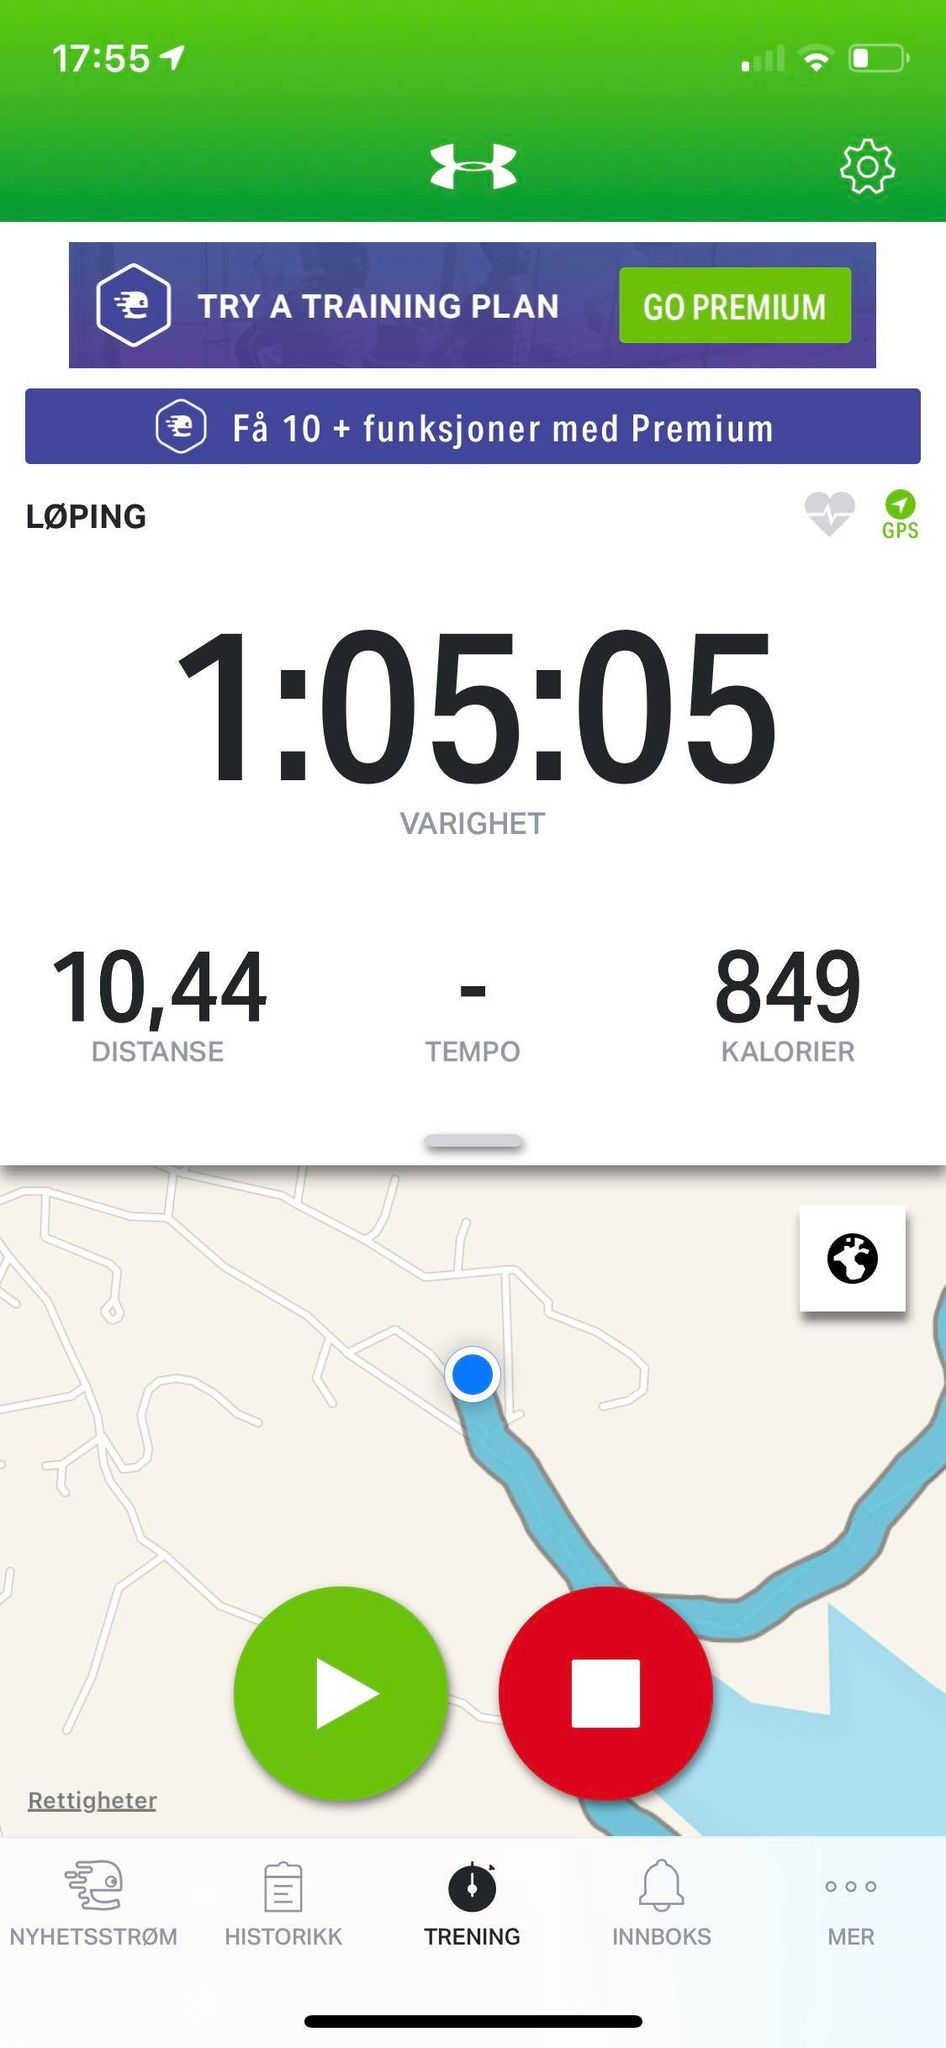 17:55
TRY A TRAINING PLAN
GO PREMIUM
Få 10 + funksjoner med Premium
LØPING
GPS
1:05:05
VARIGHET
10,44 - 849
DISTANSE TEMPO KALORIER
Rettigheter
NYHETSSTRØM HISTORIKK TRENING INNBOKS MER